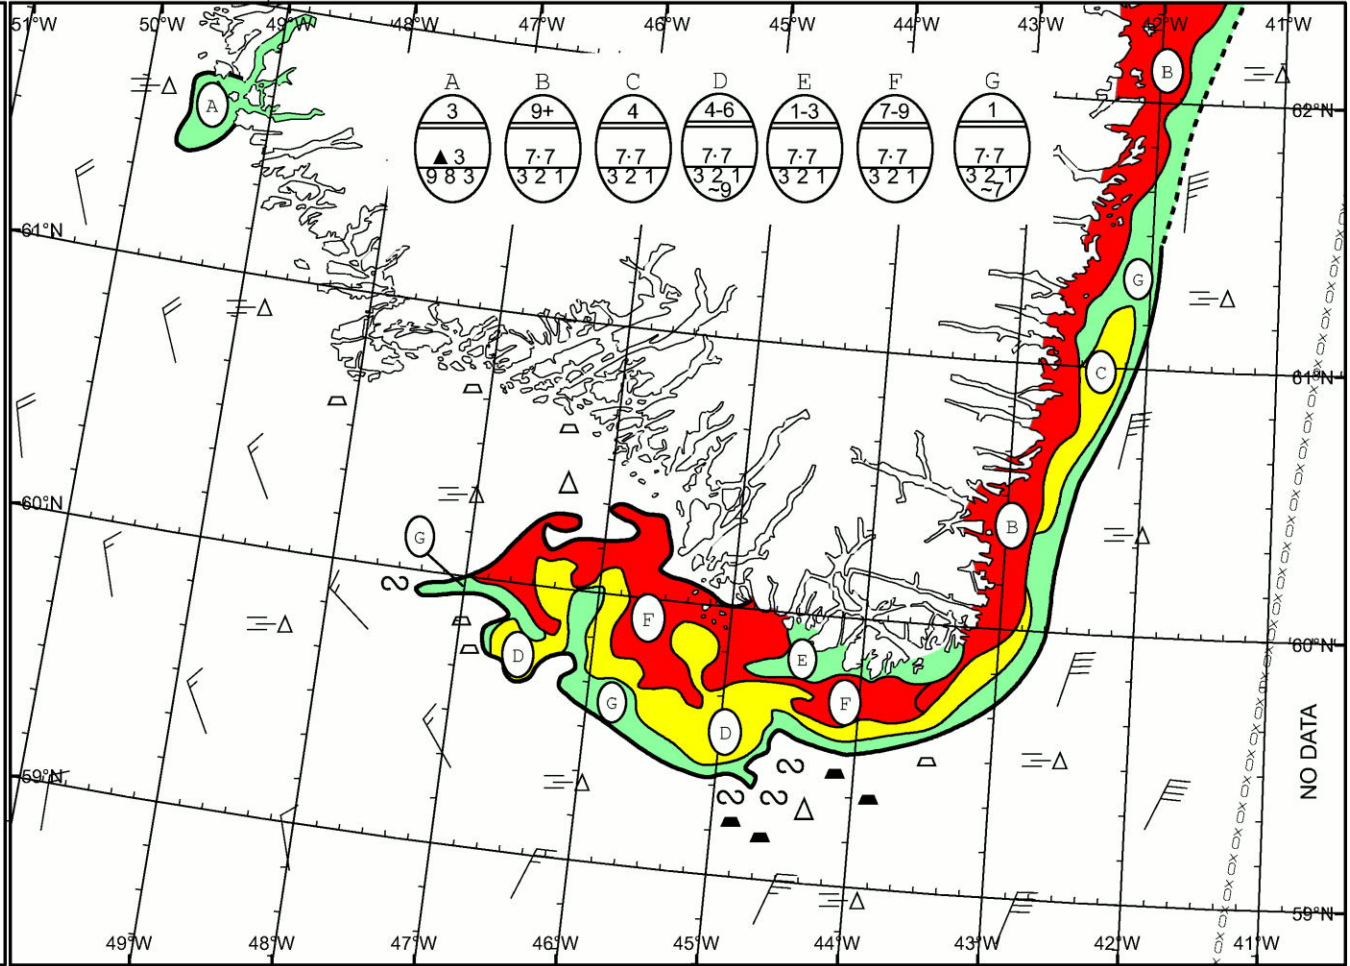 51°W 50°W 49°W 48°W 47°W 46°W 45°W 44°W 43°W 42°W 41°W
A B C D E F G
3 9+ 4 4-6 1-3 7-9 1
▲3 7·7 7·7 7·7 7·7 7·7 7·7
9 8 3 3 2 1 3 2 1 3 2 1 3 2 1 3 2 1 3 2 1
~9 ~7
B
A
62°N
61°N
G
C
61°N
60°N
B
G
F
D
E
60°N
G
F
D
NO DATA
59°N
59°N
49°W 48°W 47°W 46°W 45°W 44°W 43°W 42°W 41°W